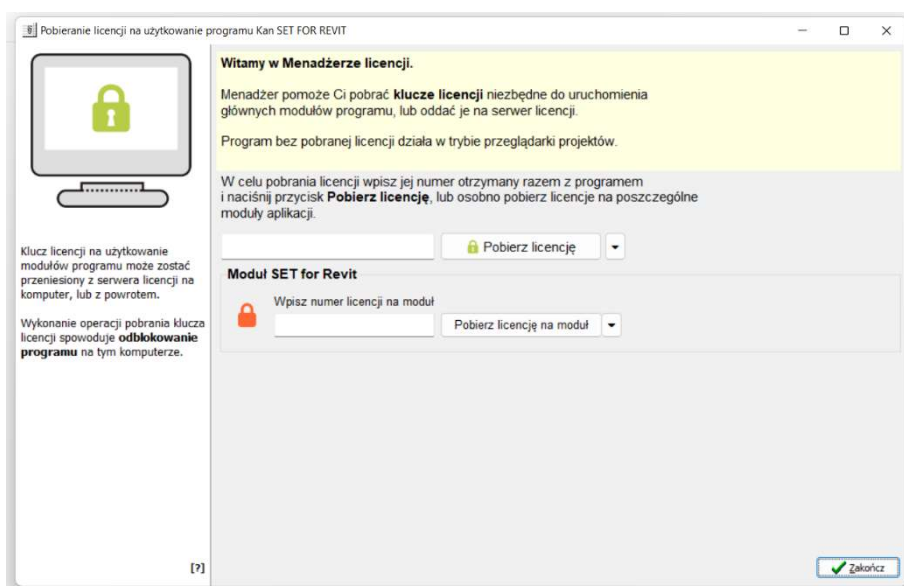 Pobieranie licencji na użytkowanie programu Kan SET FOR REVIT
Witamy w Menadżerze licencji.
Menadżer pomoże Ci pobrać klucze licencji niezbędne do uruchomienia
głównych modułów programu, lub oddać je na serwer licencji.
Program bez pobranej licencji działa w trybie przeglądarki projektów.
W celu pobrania licencji wpisz jej numer otrzymany razem z programem
i naciśnij przycisk Pobierz licencję, lub osobno pobierz licencje na poszczególne
moduły aplikacji.
Pobierz licencję
Moduł SET for Revit
Wpisz numer licencji na moduł
Pobierz licencję na moduł
Klucz licencji na użytkowanie
modułów programu może zostać
przeniesiony z serwera licencji na
komputer, lub z powrotem.
Wykonanie operacji pobrania klucza
licencji spowoduje odblokowanie
programu na tym komputerze.
[?]
Zakończ